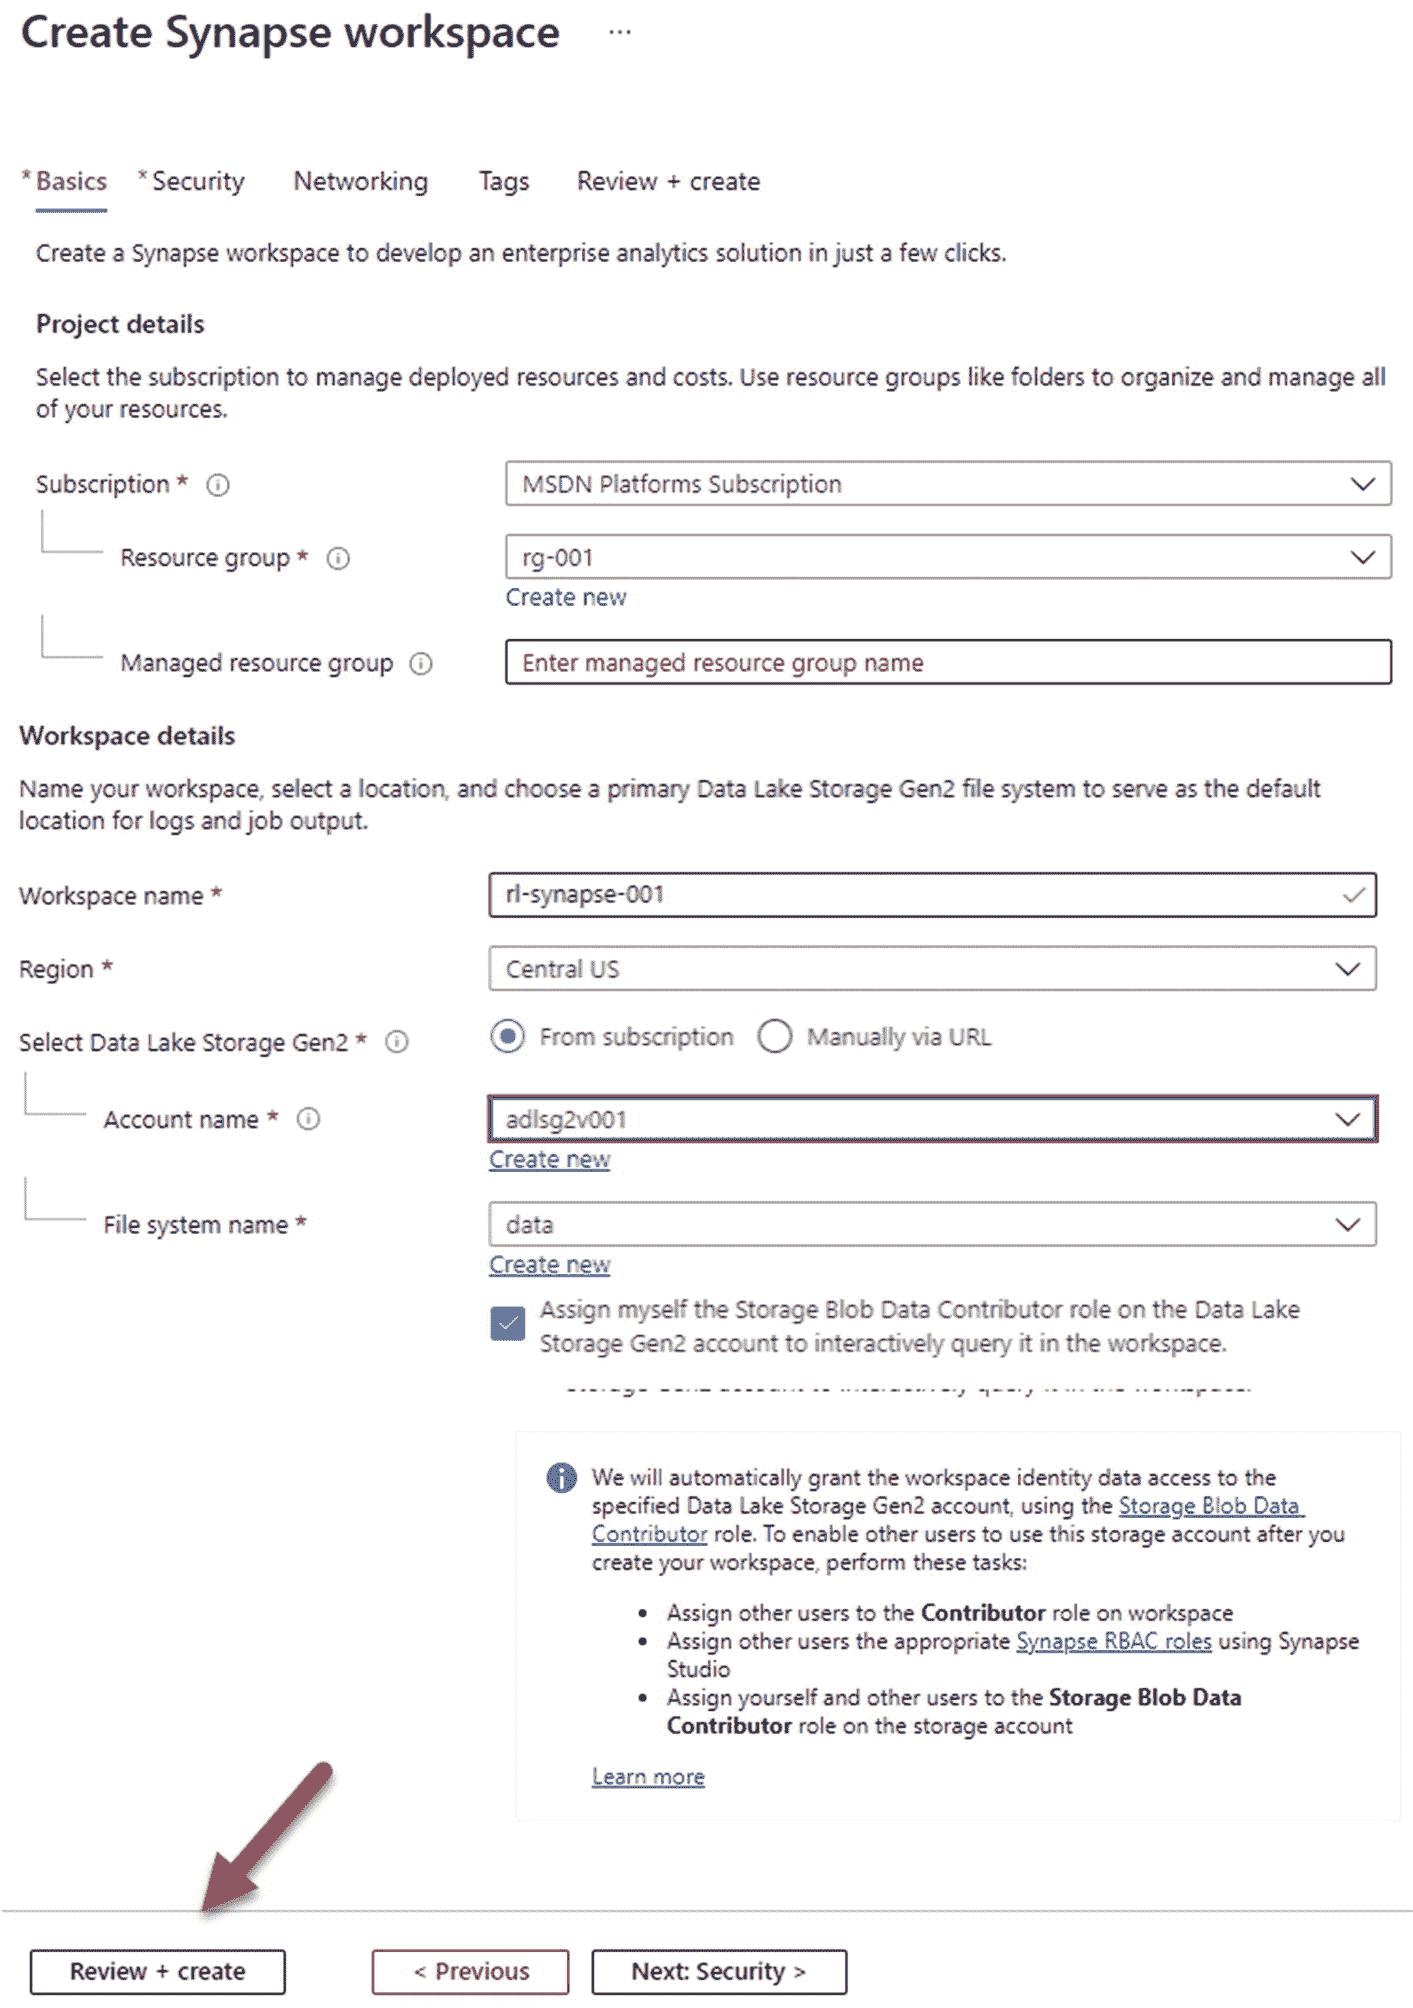 Create Synapse workspace ...
* Basics * Security Networking Tags Review + create
Create a Synapse workspace to develop an enterprise analytics solution in just a few clicks.
Project details
Select the subscription to manage deployed resources and costs. Use resource groups like folders to organize and manage all
of your resources.
Subscription * MSDN Platforms Subscription
Resource group * rg-001
Create new
Managed resource group Enter managed resource group name
Workspace details
Name your workspace, select a location, and choose a primary Data Lake Storage Gen2 file system to serve as the default
location for logs and job output.
Workspace name * rl-synapse-001
Region * Central US
Select Data Lake Storage Gen2 * From subscription Manually via URL
Account name * adlsg2v001
Create new
File system name * data
Create new
Assign myself the Storage Blob Data Contributor role on the Data Lake
Storage Gen2 account to interactively query it in the workspace.
We will automatically grant the workspace identity data access to the
specified Data Lake Storage Gen2 account, using the Storage Blob Data
Contributor role. To enable other users to use this storage account after you
create your workspace, perform these tasks:
• Assign other users to the Contributor role on workspace
• Assign other users the appropriate Synapse RBAC roles using Synapse
Studio
• Assign yourself and other users to the Storage Blob Data
Contributor role on the storage account
Learn more
Review + create < Previous Next: Security >